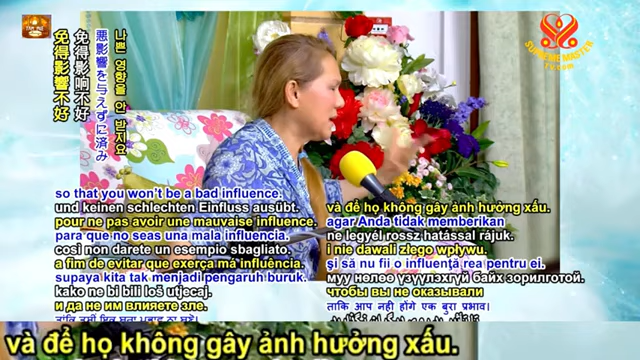 SUPREME MASTER
TV.com
나쁜 영향을 안 받지요
悪影響を与えずに済み
免得影响不好
免得影響不好
so that you won't be a bad influence.
und keinen schlechten Einfluss ausübt.
pour ne pas avoir une mauvaise influence.
para que no seas una mala influencia.
così non darete un esempio sbagliato.
a fim de evitar que exerça má influência.
supaya kita tak menjadi pengaruh buruk.
kako ne bi bili loš utjecaj.
и да не им влияете зле.
và để họ không gây ảnh hưởng xấu.
agar Anda tidak memberikan
ne legyél rossz hatással rájuk.
i nie dawali złego wpływu.
și să nu fii o influență rea pentru ei.
муу нөлөө үзүүлэхгүй байх зорилготой.
чтобы вы не оказывали
ताकि आप नहीं होंगे एक बुरा प्रभाव।
và để họ không gây ảnh hưởng xấu.